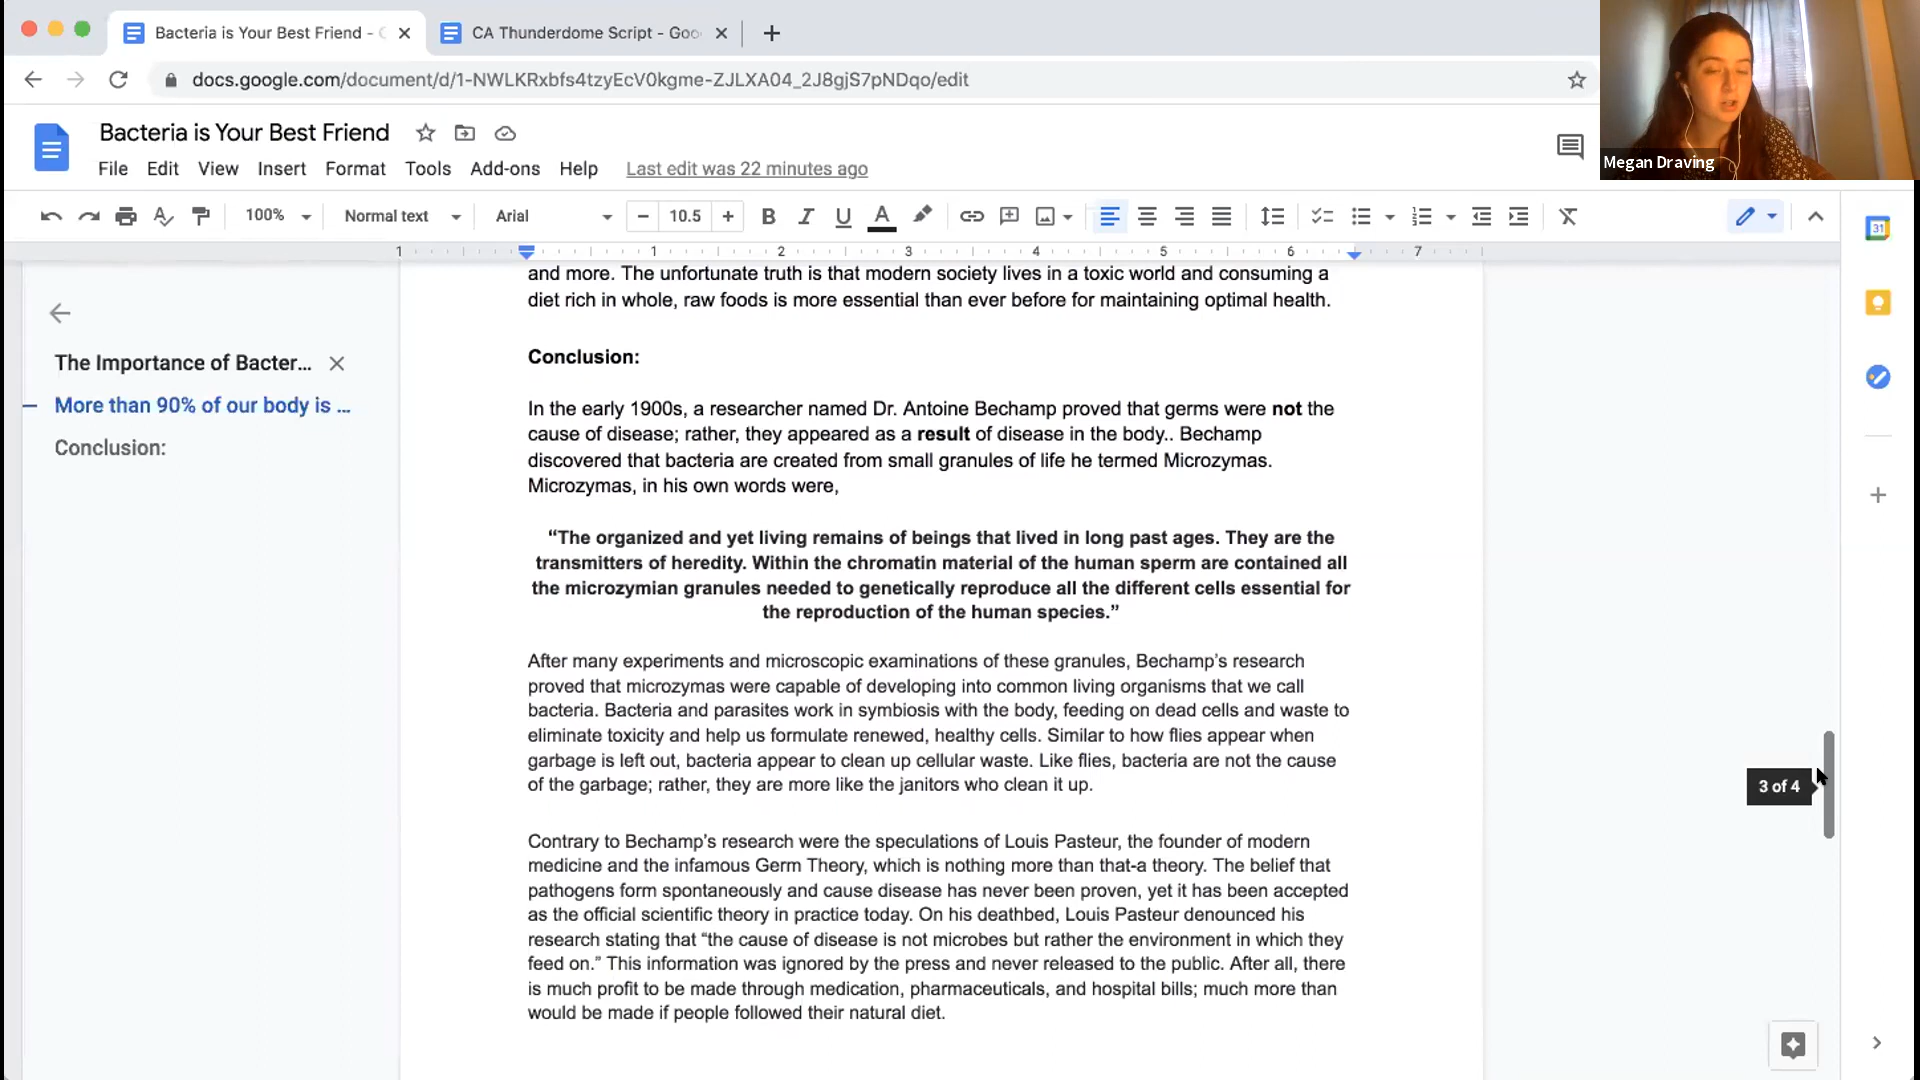 Bacteria is Your Best Friend - G
CA Thunderdome Script - Goo
docs.google.com/document/d/1-NWLKRxbfs4tzyEcV0kgme-ZJLXA04_2J8gjS7pNDqo/edit
Bacteria is Your Best Friend
File Edit View Insert Format Tools Add-ons Help Last edit was 22 minutes ago
Megan Draving
100% Normal text Arial 10.5
31
1 1 2 3 4 5 6 7
The Importance of Bacter...
More than 90% of our body is ...
Conclusion:
and more. The unfortunate truth is that modern society lives in a toxic world and consuming a
diet rich in whole, raw foods is more essential than ever before for maintaining optimal health.
Conclusion:
In the early 1900s, a researcher named Dr. Antoine Bechamp proved that germs were not the
cause of disease; rather, they appeared as a result of disease in the body.. Bechamp
discovered that bacteria are created from small granules of life he termed Microzymas.
Microzymas, in his own words were,
“The organized and yet living remains of beings that lived in long past ages. They are the
transmitters of heredity. Within the chromatin material of the human sperm are contained all
the microzymian granules needed to genetically reproduce all the different cells essential for
the reproduction of the human species.”
After many experiments and microscopic examinations of these granules, Bechamp’s research
proved that microzymas were capable of developing into common living organisms that we call
bacteria. Bacteria and parasites work in symbiosis with the body, feeding on dead cells and waste to
eliminate toxicity and help us formulate renewed, healthy cells. Similar to how flies appear when
garbage is left out, bacteria appear to clean up cellular waste. Like flies, bacteria are not the cause
of the garbage; rather, they are more like the janitors who clean it up.
3 of 4
Contrary to Bechamp’s research were the speculations of Louis Pasteur, the founder of modern
medicine and the infamous Germ Theory, which is nothing more than that-a theory. The belief that
pathogens form spontaneously and cause disease has never been proven, yet it has been accepted
as the official scientific theory in practice today. On his deathbed, Louis Pasteur denounced his
research stating that “the cause of disease is not microbes but rather the environment in which they
feed on.” This information was ignored by the press and never released to the public. After all, there
is much profit to be made through medication, pharmaceuticals, and hospital bills; much more than
would be made if people followed their natural diet.